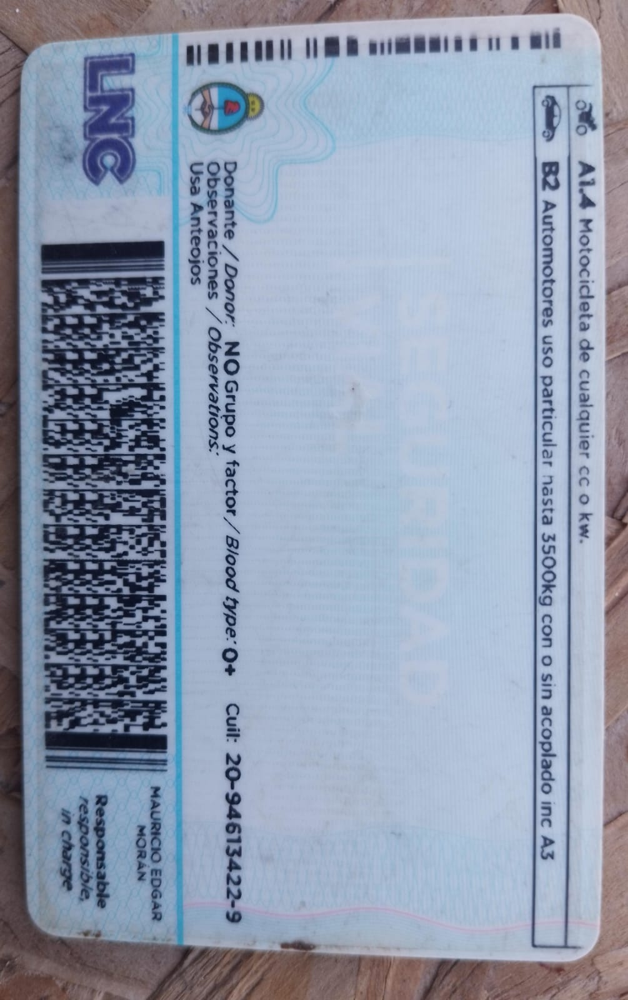 A1.4 Motocicleta de cualquier cc o kw.
B2 Automotores uso particular hasta 3500kg con o sin acoplado inc A3
SEGURIDAD
VIAL
Donante / Donor: NO Grupo y factor / Blood type: 0+ Cuil: 20-94613422-9
Observaciones / Observations:
Usa Anteojos
LNC
MAURICIO EDGAR
MORÁN
Responsable
responsible,
in charge